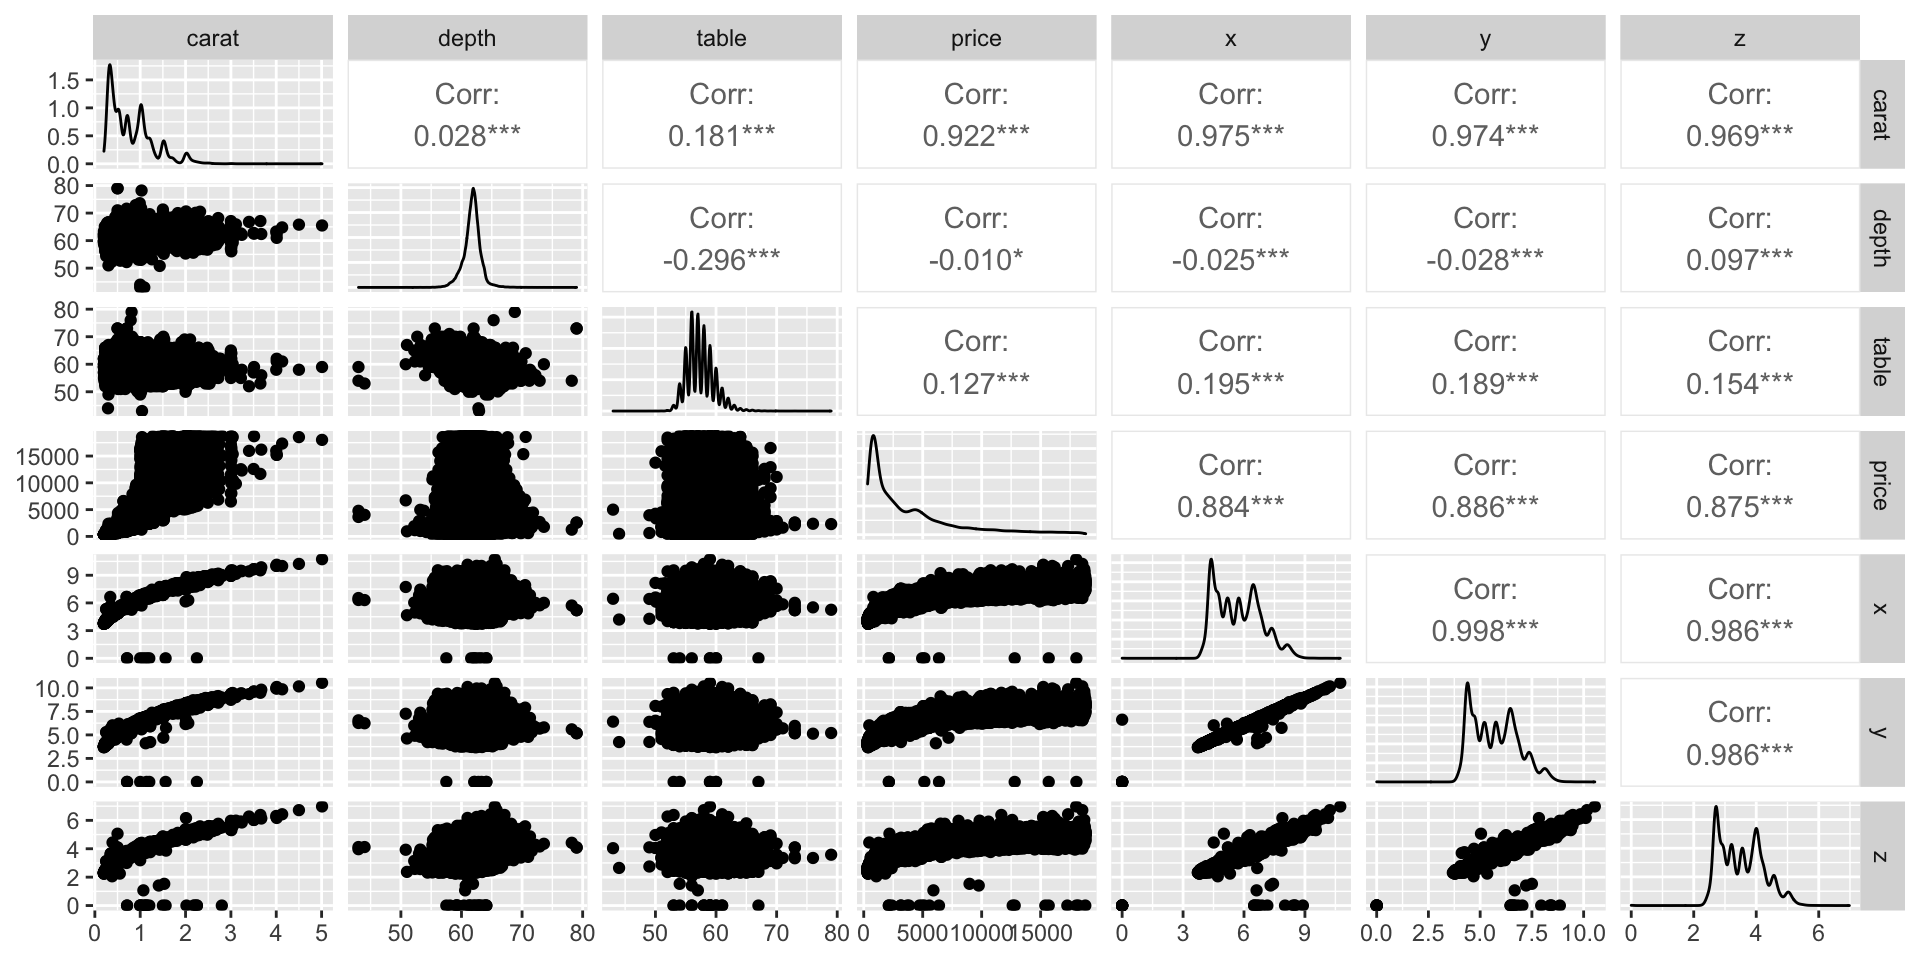 carat depth table price x y z
1.5
1.0
0.5
0.0
Corr: Corr: Corr: Corr: Corr: Corr:
0.028*** 0.181*** 0.922*** 0.975*** 0.974*** 0.969***
carat
80
70
60
50
Corr: Corr: Corr: Corr: Corr:
-0.296*** -0.010* -0.025*** -0.028*** 0.097***
depth
80
70
60
50
Corr: Corr: Corr: Corr:
0.127*** 0.195*** 0.189*** 0.154***
table
15000
10000
5000
0
Corr: Corr: Corr:
0.884*** 0.886*** 0.875***
price
9
6
3
0
Corr: Corr:
0.998*** 0.986***
x
10.0
7.5
5.0
2.5
0.0
Corr:
0.986***
y
6
4
2
0
z
0 1 2 3 4 5 50 60 70 80 50 60 70 80 0 5000 10000 15000 0 3 6 9 0.0 2.5 5.0 7.5 10.0 0 2 4 6